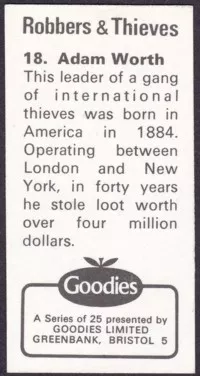 Robbers & Thieves
18. Adam Worth
This leader of a gang
of international
thieves was born in
America in 1884.
Operating between
London and New
York, in forty years
he stole loot worth
over four million
dollars.
Goodies
A Series of 25 presented by
GOODIES LIMITED
GREENBANK, BRISTOL 5